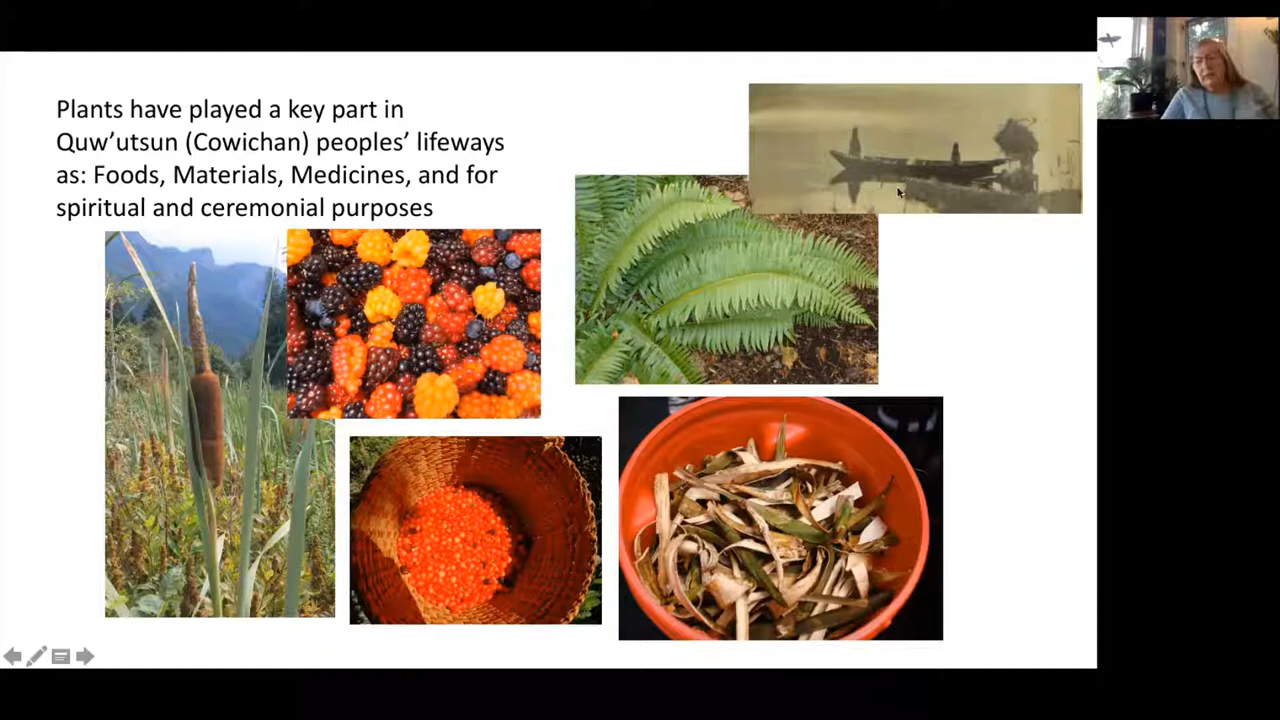 Plants have played a key part in
Quw’utsun (Cowichan) peoples’ lifeways
as: Foods, Materials, Medicines, and for
spiritual and ceremonial purposes